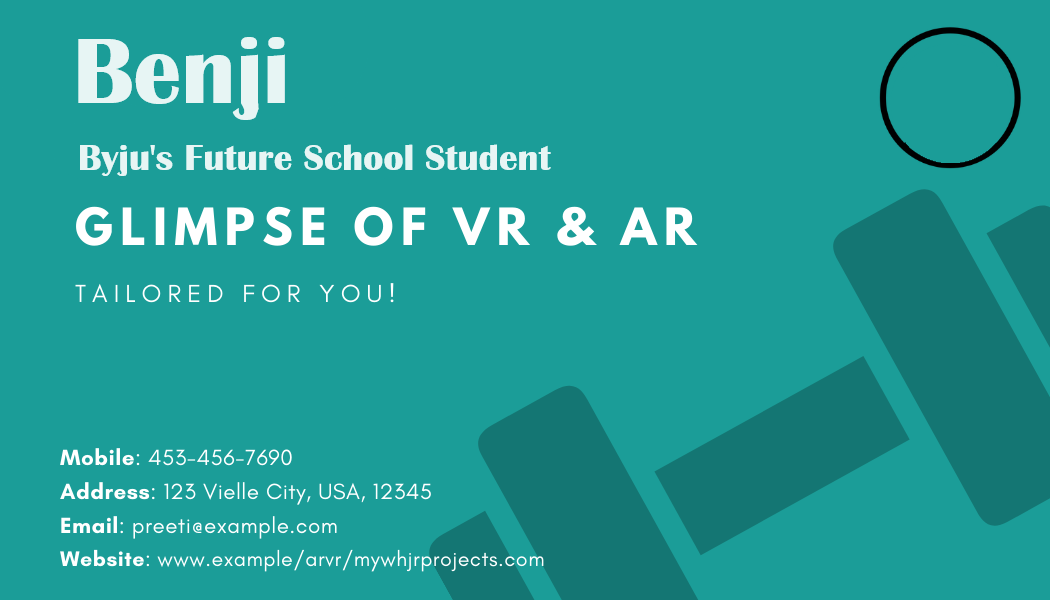 Benji
Byju's Future School Student
GLIMPSE OF VR & AR
TAILORED FOR YOU!
Mobile: 453-456-7690
Address: 123 Vielle City, USA, 12345
Email: preeti@example.com
Website: www.example/arvr/mywhjrprojects.com